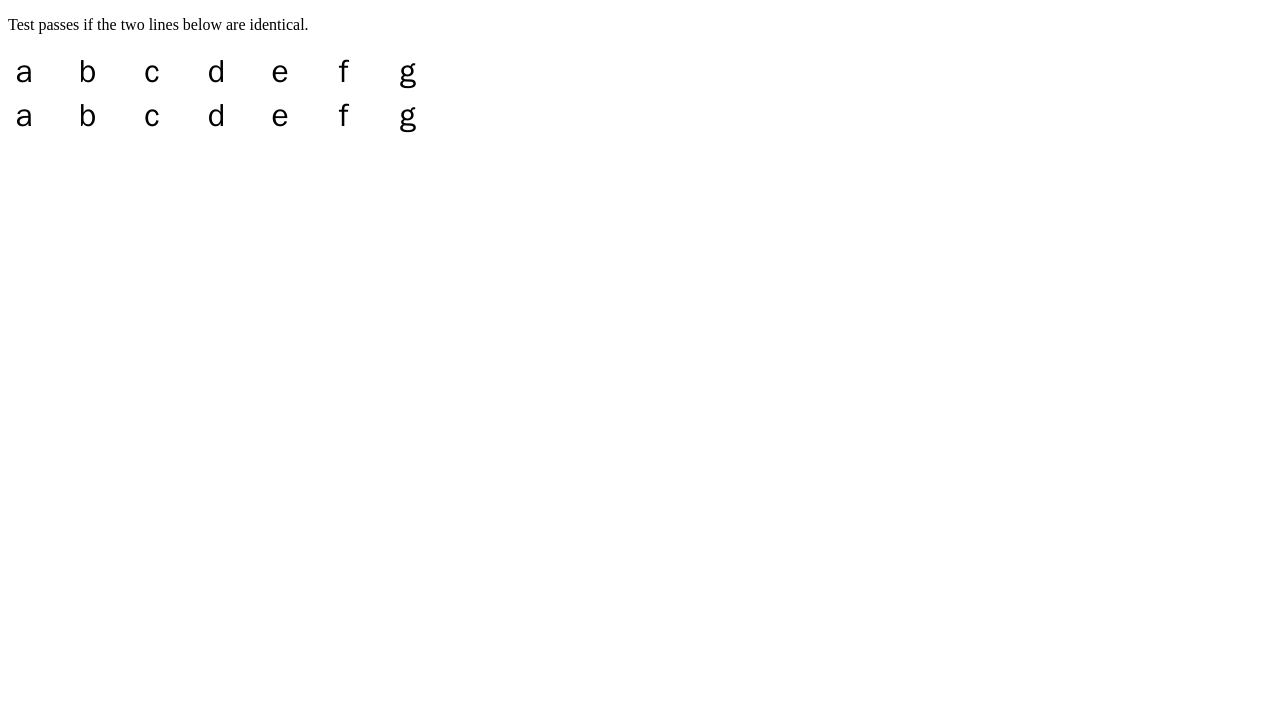 Test passes if the two lines below are identical.
a b c d e f g
a b c d e f g